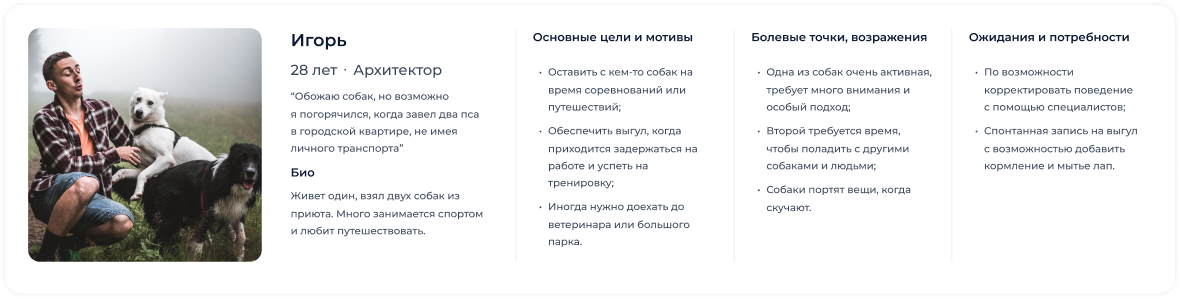 Игорь
28 лет · Архитектор
“Обожаю собак, но возможно
я погорячился, когда завел два пса
в городской квартире, не имея
личного транспорта”
Био
Живет один, взял двух собак из
приюта. Много занимается спортом
и любит путешествовать.
Основные цели и мотивы
• Оставить с кем-то собак на
время соревнований или
путешествий;
• Обеспечить выгул, когда
приходится задержаться на
работе и успеть на
тренировку;
• Иногда нужно доехать до
ветеринара или большого
парка.
Болевые точки, возражения
• Одна из собак очень активная,
требует много внимания и
особый подход;
• Второй требуется время,
чтобы поладить с другими
собаками и людьми;
• Собаки портят вещи, когда
скучают.
Ожидания и потребности
• По возможности
корректировать поведение
с помощью специалистов;
• Спонтанная запись на выгул
с возможностью добавить
кормление и мытье лап.